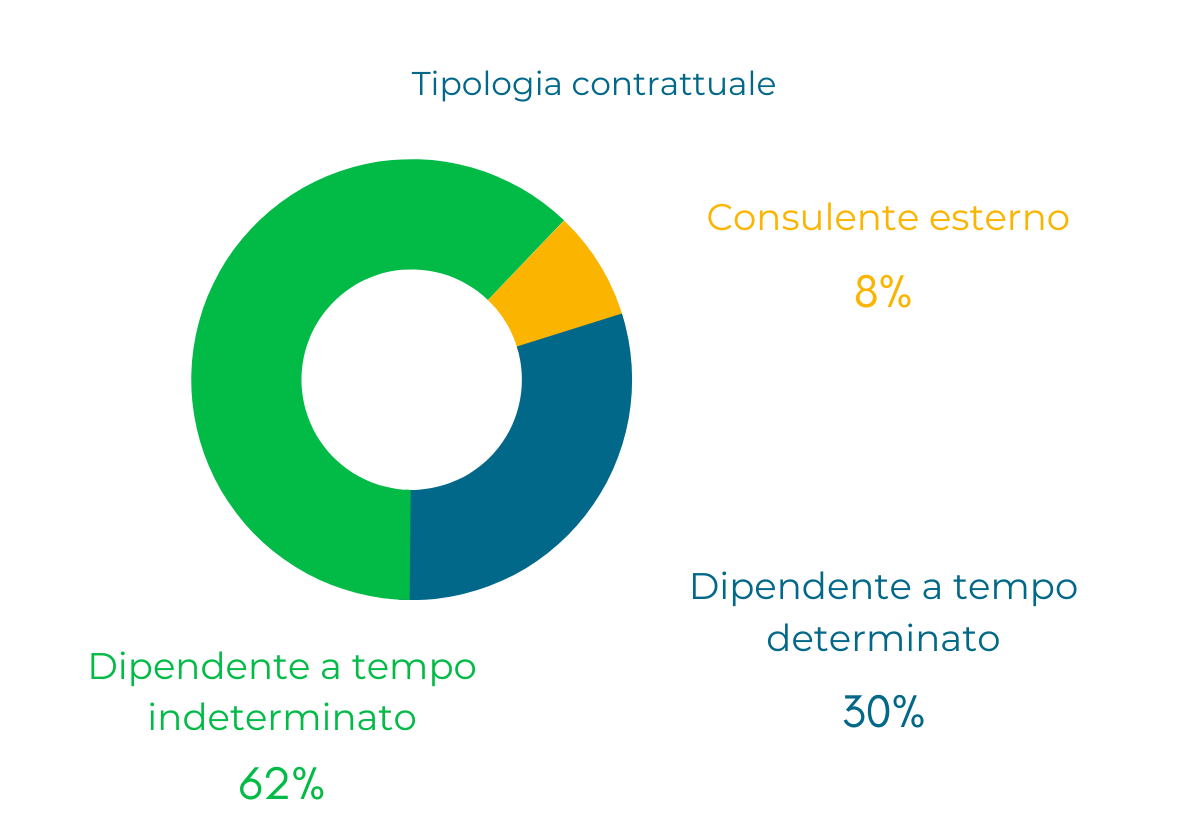 Tipologia contrattuale
Consulente esterno
8%
Dipendente a tempo
determinato
30%
Dipendente a tempo
indeterminato
62%